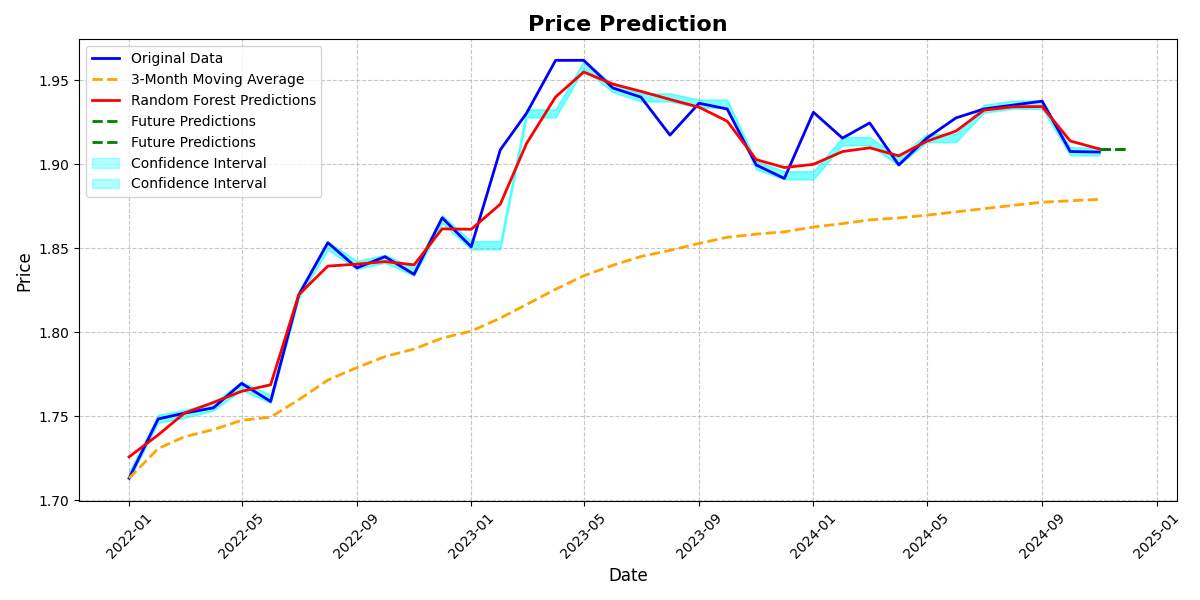 Price Prediction
Original Data
3-Month Moving Average
Random Forest Predictions
Future Predictions
Future Predictions
Confidence Interval
Confidence Interval
Price
1.95
1.90
1.85
1.80
1.75
1.70
2022-01
2022-05
2022-09
2023-01
2023-05
2023-09
2024-01
2024-05
2024-09
2025-01
Date